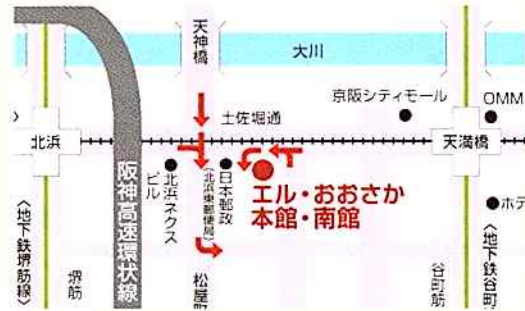 天神橋
大川
京阪シティモール
OMM
土佐堀通
北浜
天満橋
阪神高速環状線
北浜ネクス
ビル
日本郵政
(北浜東郵便局)
エル・おおさか
本館・南館
ホテ
〈地下鉄堺筋線〉
堺筋
松屋町
谷町筋
〈地下鉄谷町